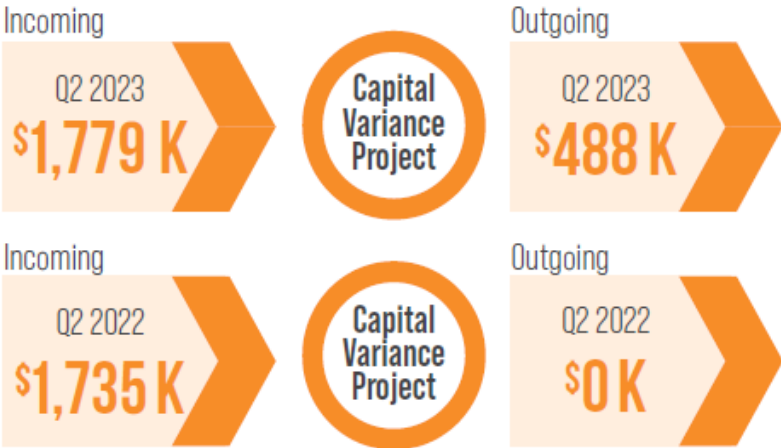 Incoming
Q2 2023
$1,779 K
Capital
Variance
Project
Outgoing
Q2 2023
$488 K
Incoming
Q2 2022
$1,735 K
Capital
Variance
Project
Outgoing
Q2 2022
$0 K